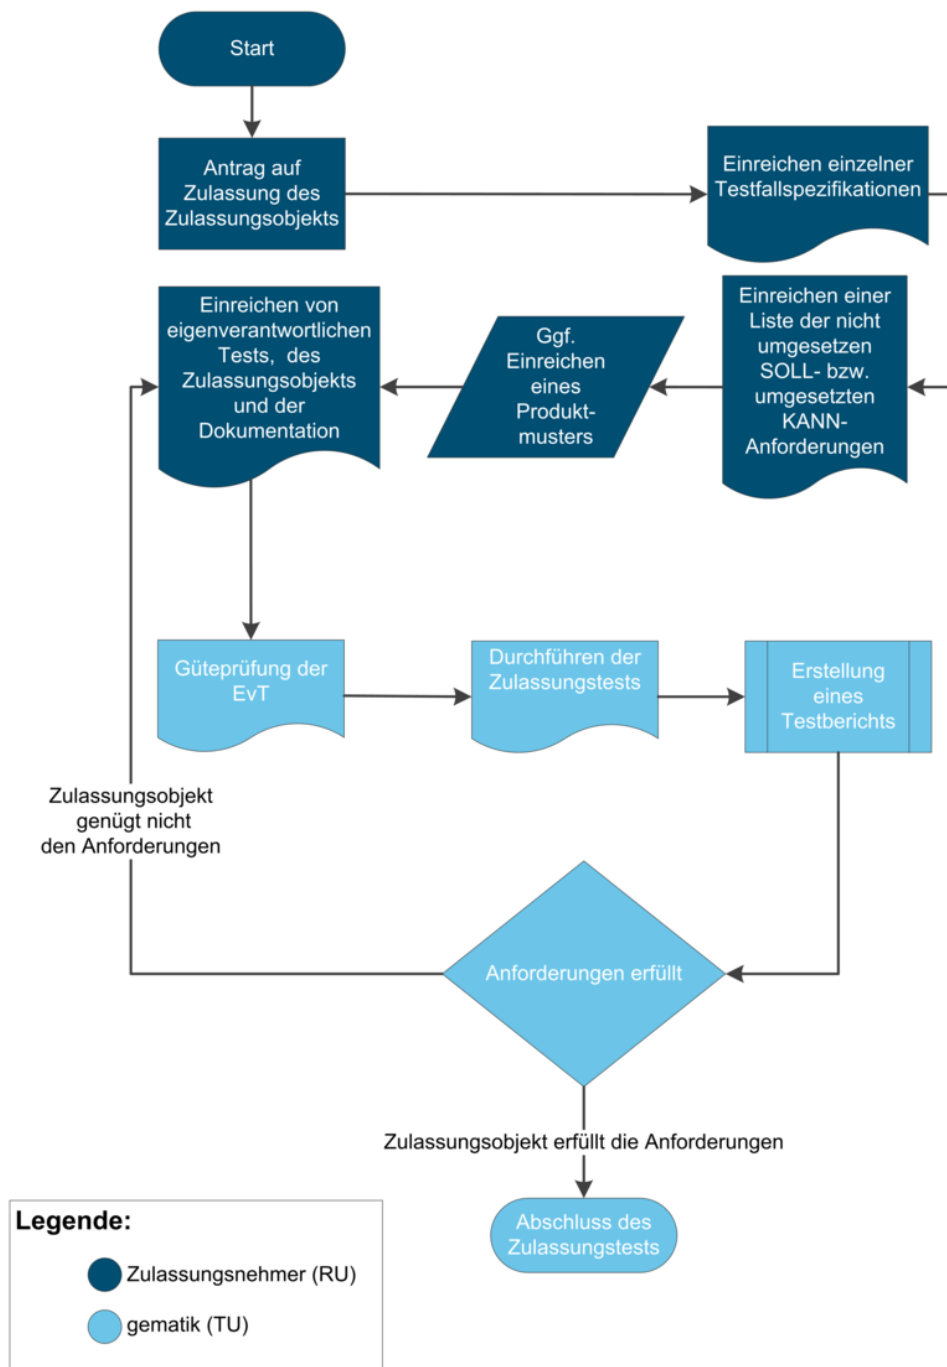 Start
Antrag auf
Zulassung des
Zulassungsobjekts
Einreichen einzelner
Testfallspezifikationen
Einreichen einer
Liste der nicht
umgesetzen
SOLL- bzw.
umgesetzten
KANN-
Anforderungen
Ggf.
Einreichen
eines
Produkt-
musters
Einreichen von
eigenverantwortlichen
Tests, des
Zulassungsobjekts
und der
Dokumentation
Güteprüfung der
EvT
Durchführen der
Zulassungstests
Erstellung
eines
Testberichts
Anforderungen erfüllt
Zulassungsobjekt
genügt nicht
den Anforderungen
Zulassungsobjekt erfüllt die Anforderungen
Abschluss des
Zulassungstests
Legende:
Zulassungsnehmer (RU)
gematik (TU)